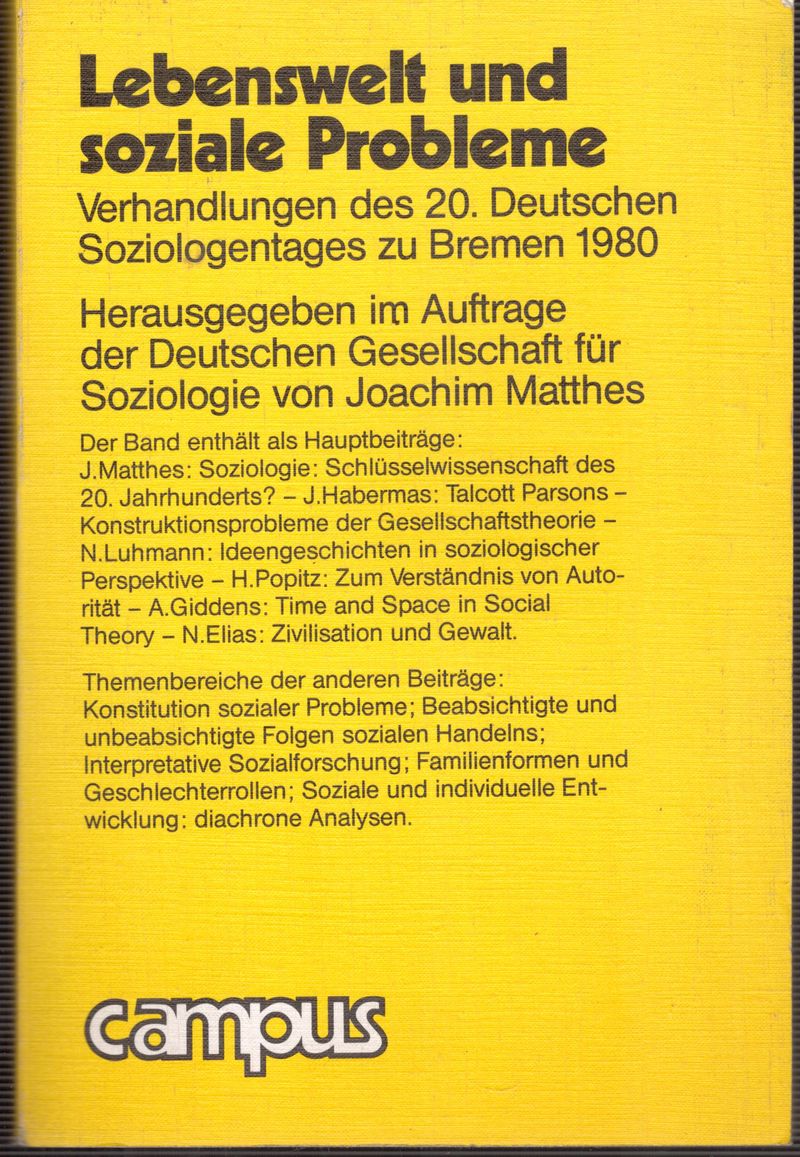 Lebenswelt und
soziale Probleme
Verhandlungen des 20. Deutschen
Soziologentages zu Bremen 1980
Herausgegeben im Auftrage
der Deutschen Gesellschaft für
Soziologie von Joachim Matthes
Der Band enthält als Hauptbeiträge:
J.Matthes: Soziologie: Schlüsselwissenschaft des
20. Jahrhunderts? – J.Habermas: Talcott Parsons –
Konstruktionsprobleme der Gesellschaftstheorie –
N.Luhmann: Ideengeschichten in soziologischer
Perspektive – H.Popitz: Zum Verständnis von Auto-
rität – A.Giddens: Time and Space in Social
Theory – N.Elias: Zivilisation und Gewalt.
Themenbereiche der anderen Beiträge:
Konstitution sozialer Probleme; Beabsichtigte und
unbeabsichtigte Folgen sozialen Handelns;
Interpretative Sozialforschung; Familienformen und
Geschlechterrollen; Soziale und individuelle Ent-
wicklung: diachrone Analysen.
campus